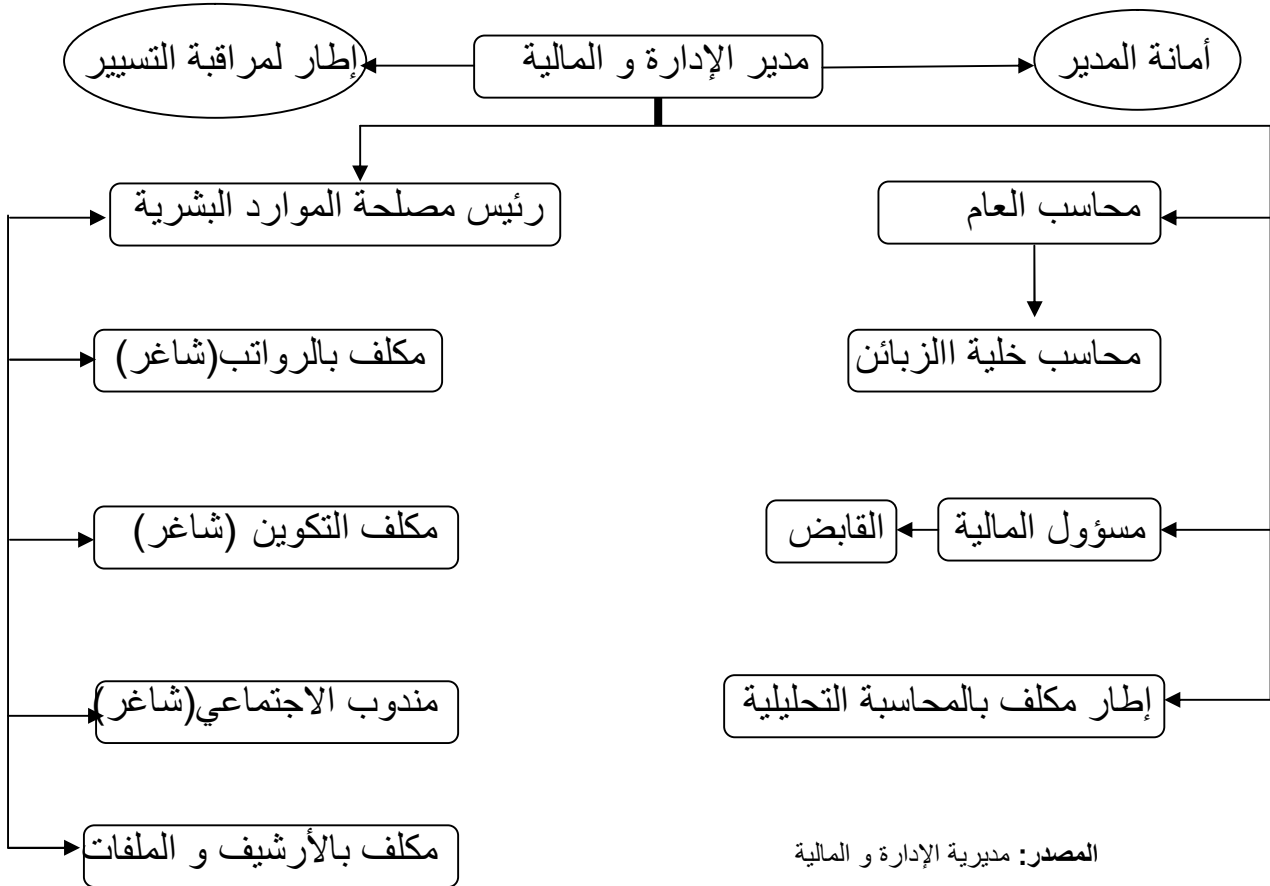 أمانة المدير
مدير الإدارة و المالية
إطار لمراقبة التسيير
محاسب العام
رئيس مصلحة الموارد البشرية
محاسب خلية االزبائن
مكلف بالرواتب(شاغر)
مسؤول المالية
القابض
مكلف التكوين (شاغر)
إطار مكلف بالمحاسبة التحليلية
مندوب الاجتماعي(شاغر)
مكلف بالأرشيف و الملفات
المصدر: مديرية الإدارة و المالية